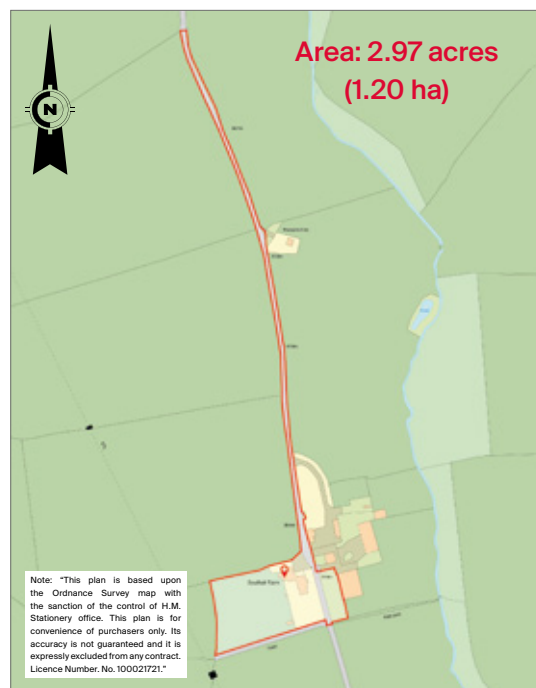 Area: 2.97 acres
(1.20 ha)
N
Note: "This plan is based upon
the Ordnance Survey map with
the sanction of the control of H.M.
Stationery office. This plan is for
convenience of purchasers only. Its
accuracy is not guaranteed and it is
expressly excluded from any contract.
Licence Number. No. 100021721."